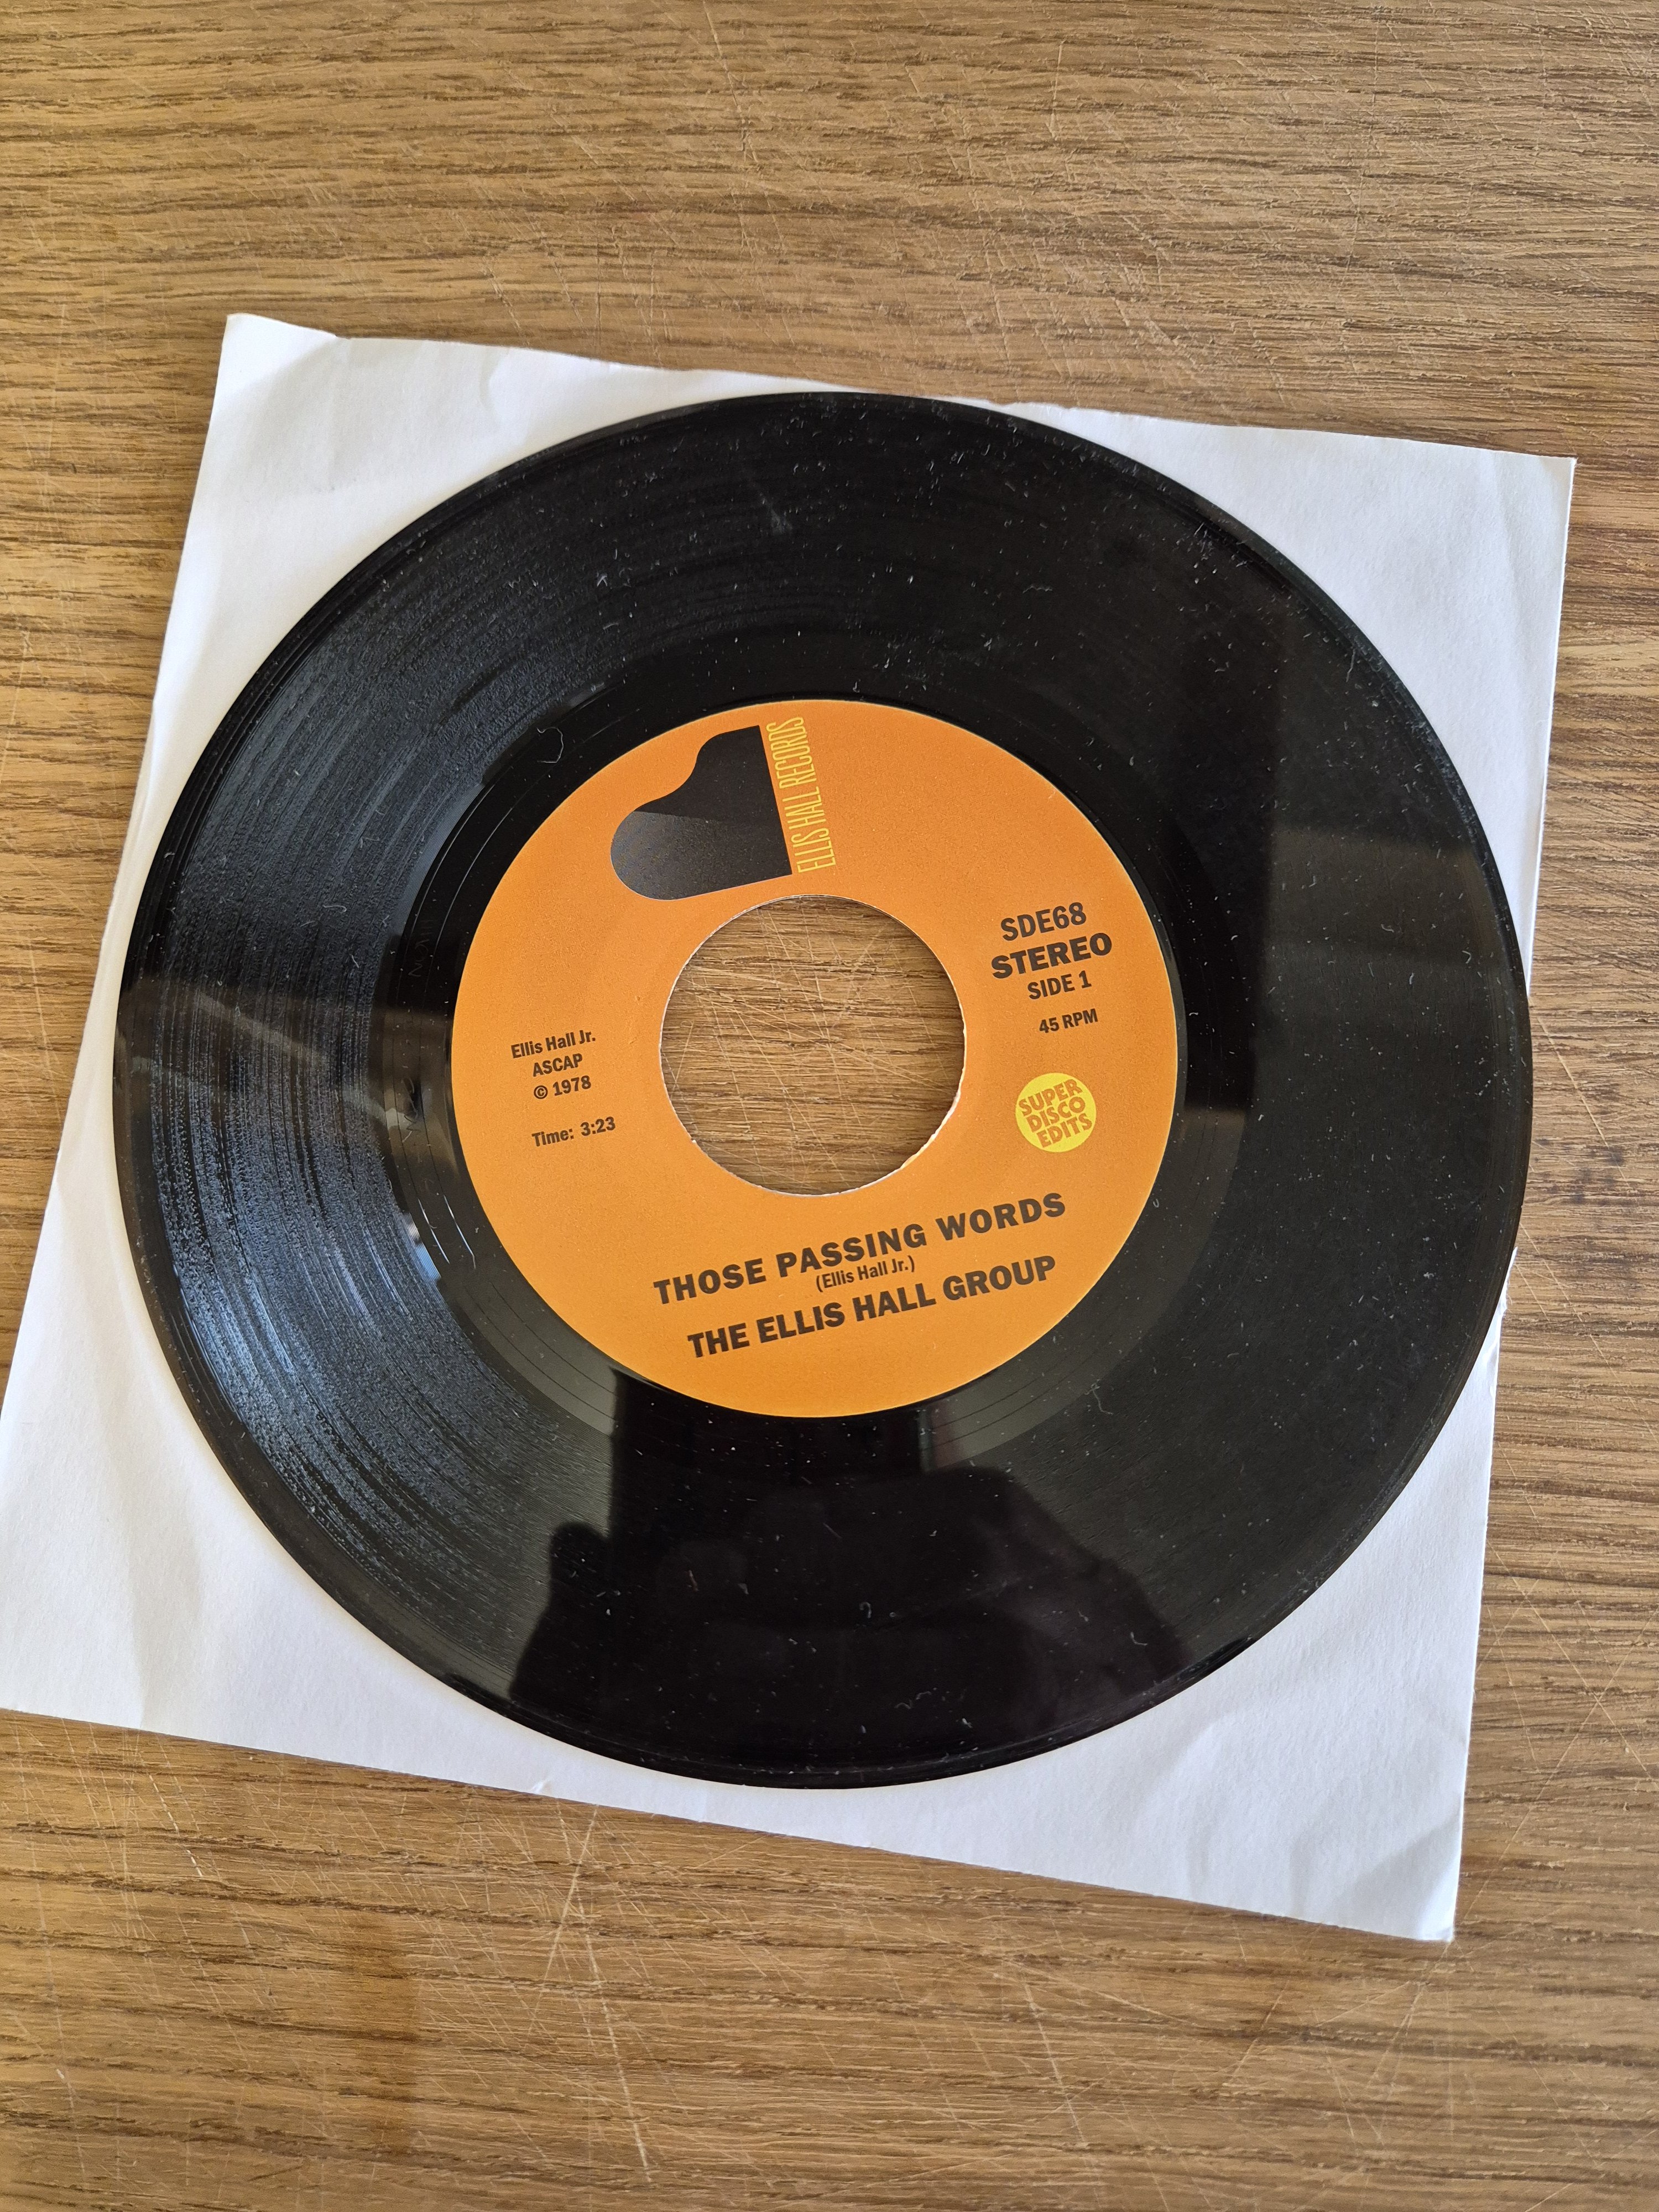 ELLIS HALL RECORDS
SDE68
STEREO
SIDE 1
45 RPM
Ellis Hall Jr.
ASCAP
© 1978
Time: 3:23
SUPER
DISCO
EDITS
THOSE PASSING WORDS
(Ellis Hall Jr.)
THE ELLIS HALL GROUP